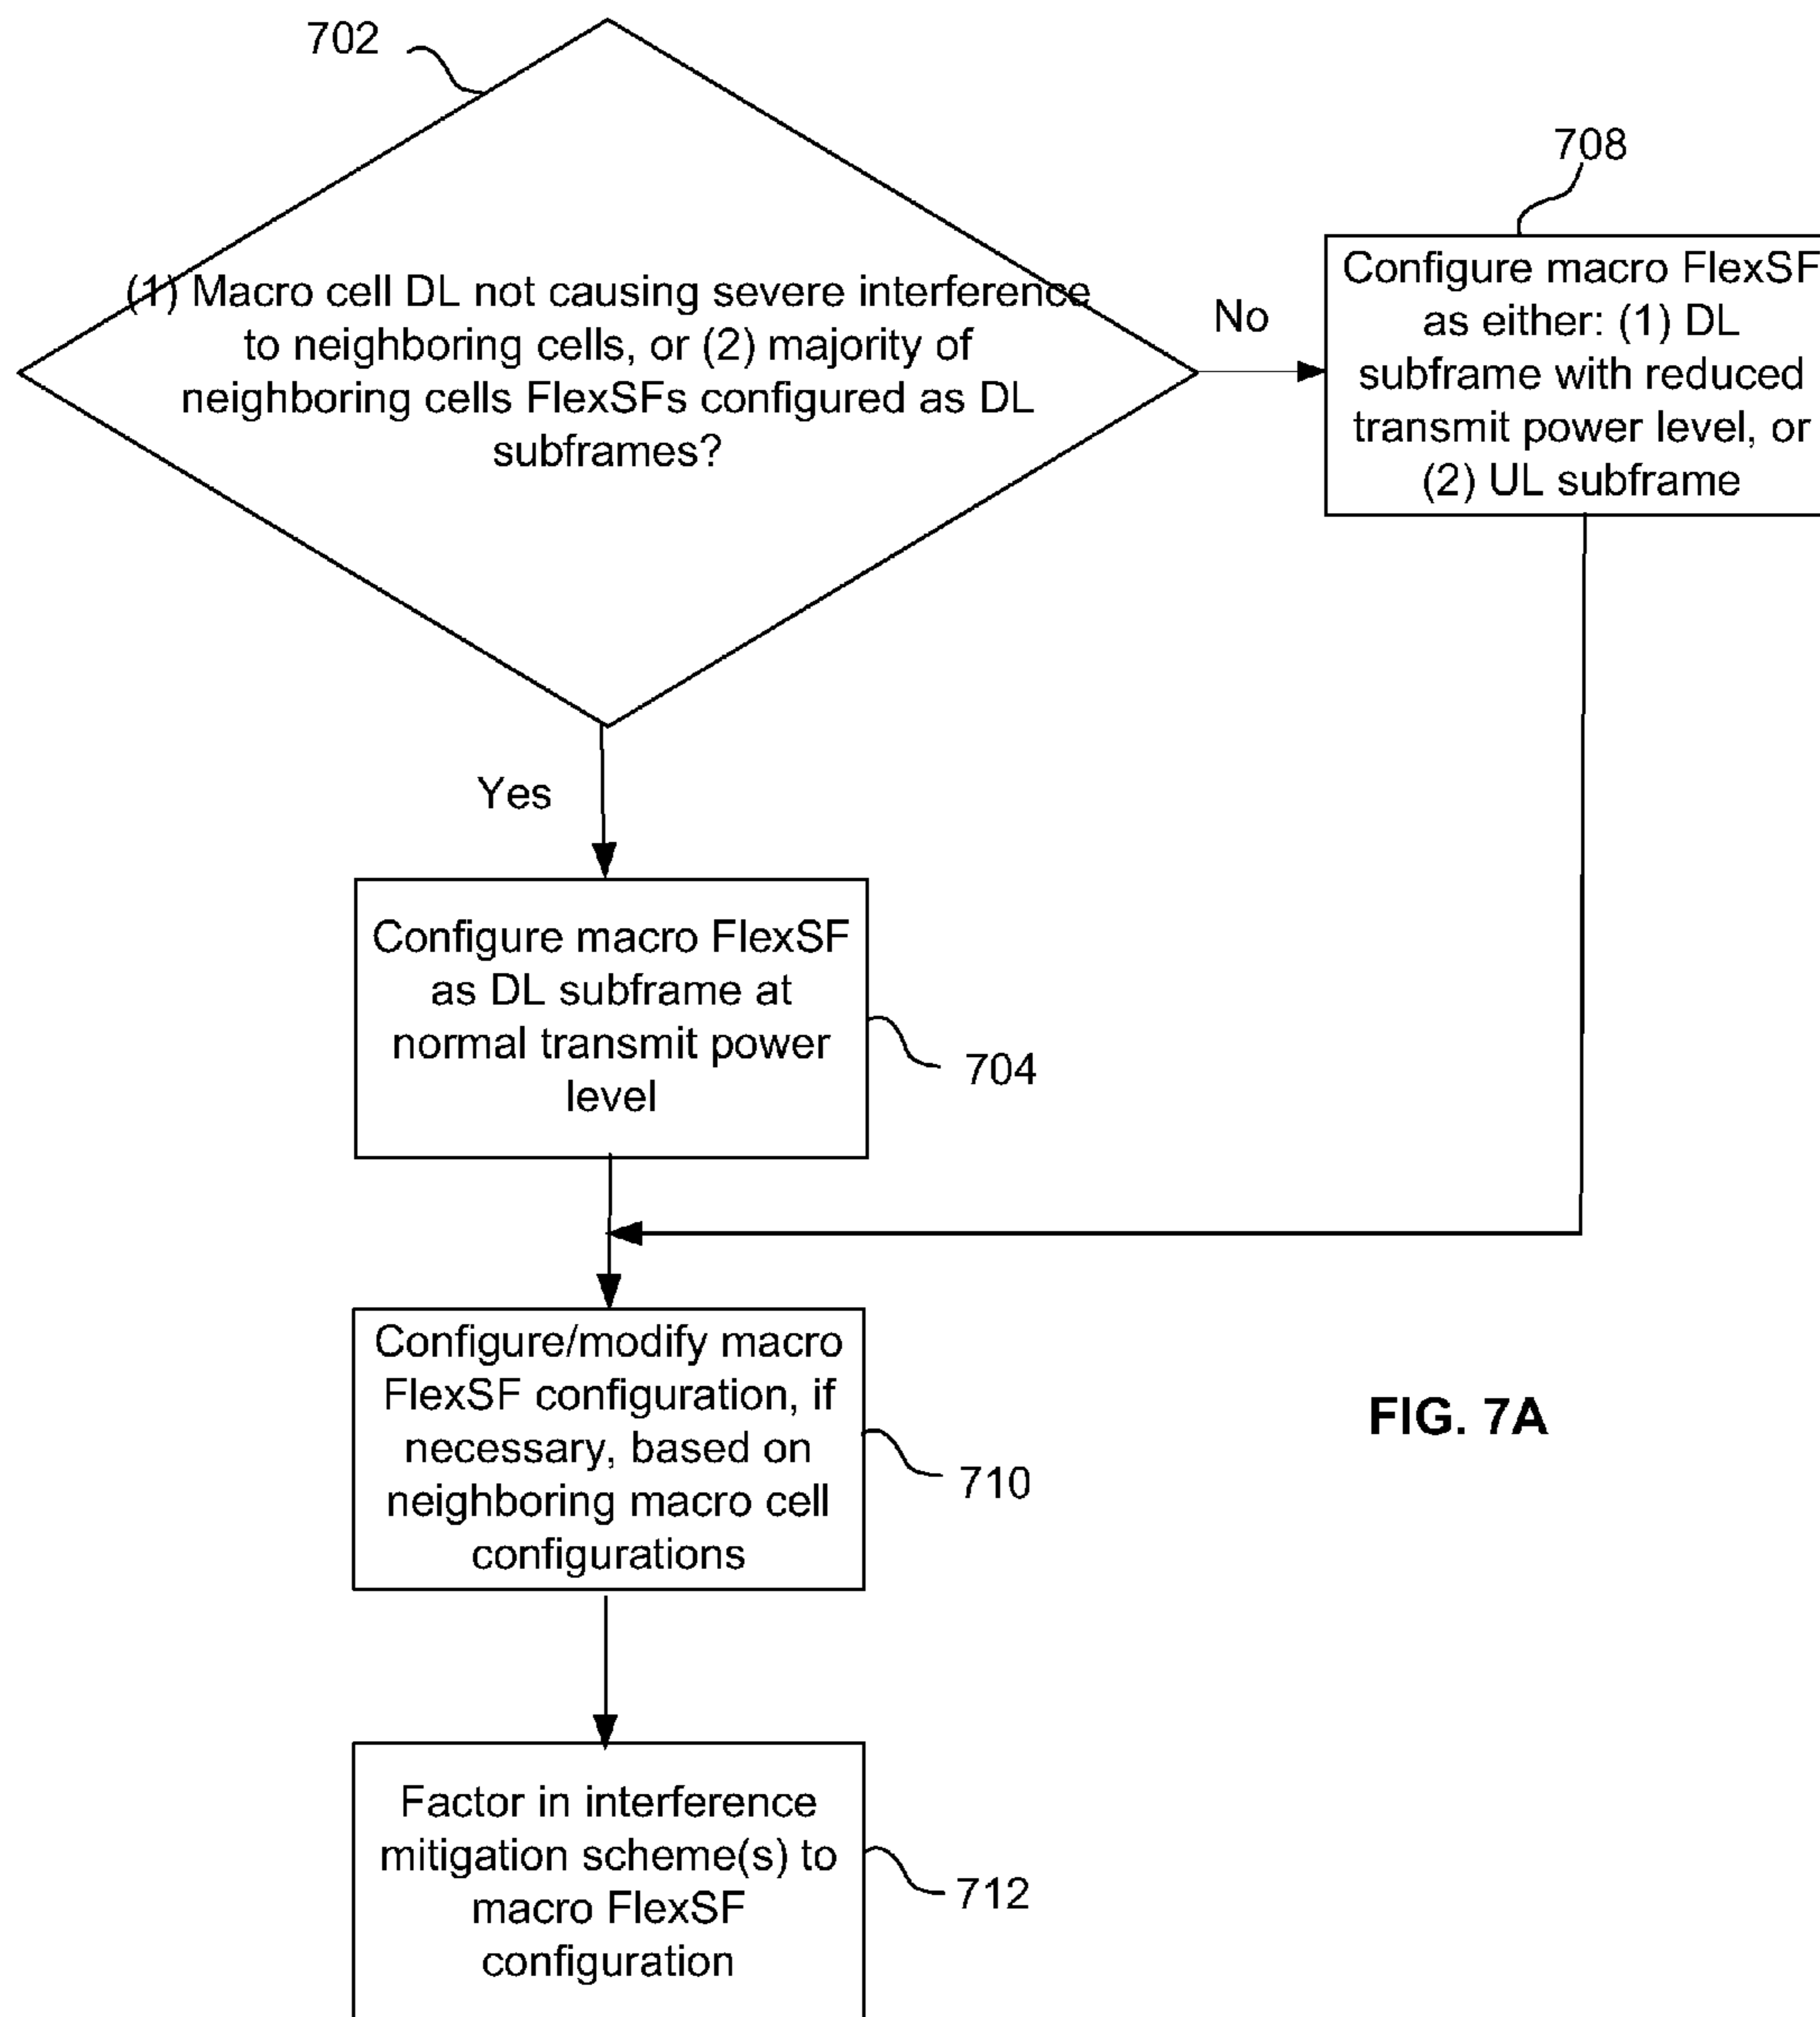 702
(1) Macro cell DL not causing severe interference
to neighboring cells, or (2) majority of
neighboring cells FlexSFs configured as DL
subframes?
No
708
Configure macro FlexSF
as either: (1) DL
subframe with reduced
transmit power level, or
(2) UL subframe
Yes
Configure macro FlexSF
as DL subframe at
normal transmit power
level
704
Configure/modify macro
FlexSF configuration, if
necessary, based on
neighboring macro cell
configurations
710
FIG. 7A
Factor in interference
mitigation scheme(s) to
macro FlexSF
configuration
712